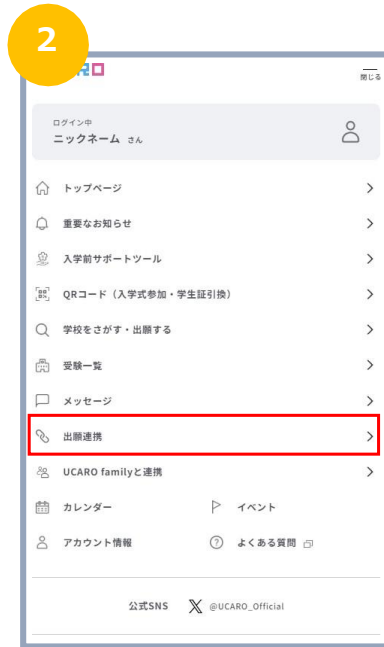 2
RO
閉じる
ログイン中
ニックネーム さん
トップページ
重要なお知らせ
入学前サポートツール
QRコード（入学式参加・学生証引換）
学校をさがす・出願する
受験一覧
メッセージ
出願連携
UCARO familyと連携
カレンダー イベント
アカウント情報 よくある質問
公式SNS @UCARO_Official